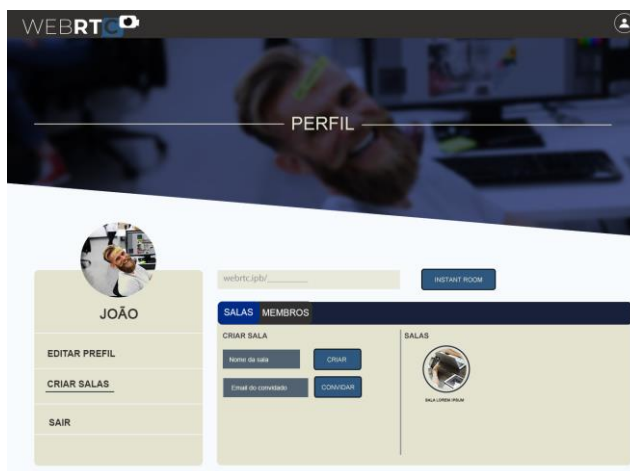 WEBRTC
PERFIL
JOÃO
EDITAR PREFIL
CRIAR SALAS
SAIR
webrtc.ipb/________
INSTANT ROOM
SALAS MEMBROS
CRIAR SALA
Nome da sala
CRIAR
Email do convidado
CONVIDAR
SALAS
SALA LOREM IPSUM